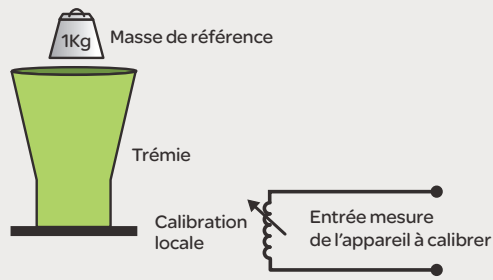 1Kg
Masse de référence
Trémie
Calibration
locale
Entrée mesure
de l'appareil à calibrer